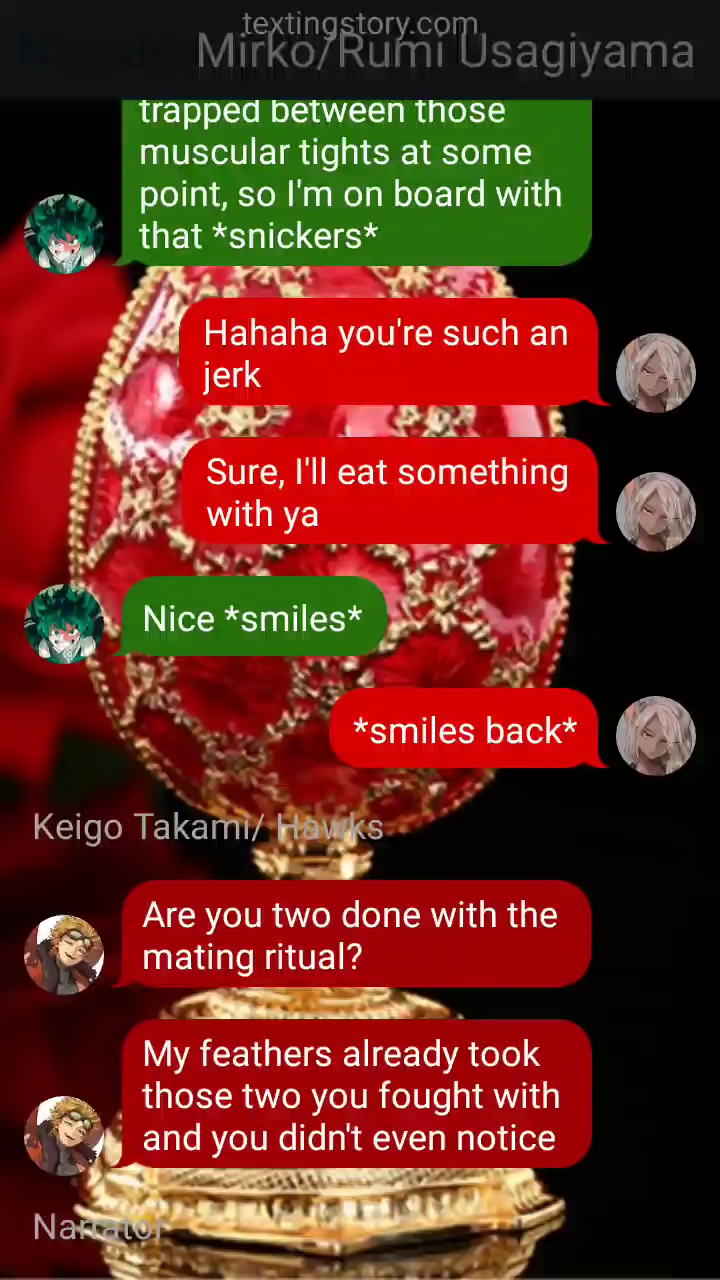 textingstory.com
Mirko/Rumi Usagiyama
trapped between those
muscular tights at some
point, so I'm on board with
that *snickers*
Hahaha you're such an
jerk
Sure, I'll eat something
with ya
Nice *smiles*
*smiles back*
Keigo Takami/ Hawks
Are you two done with the
mating ritual?
My feathers already took
those two you fought with
and you didn't even notice
Narrator